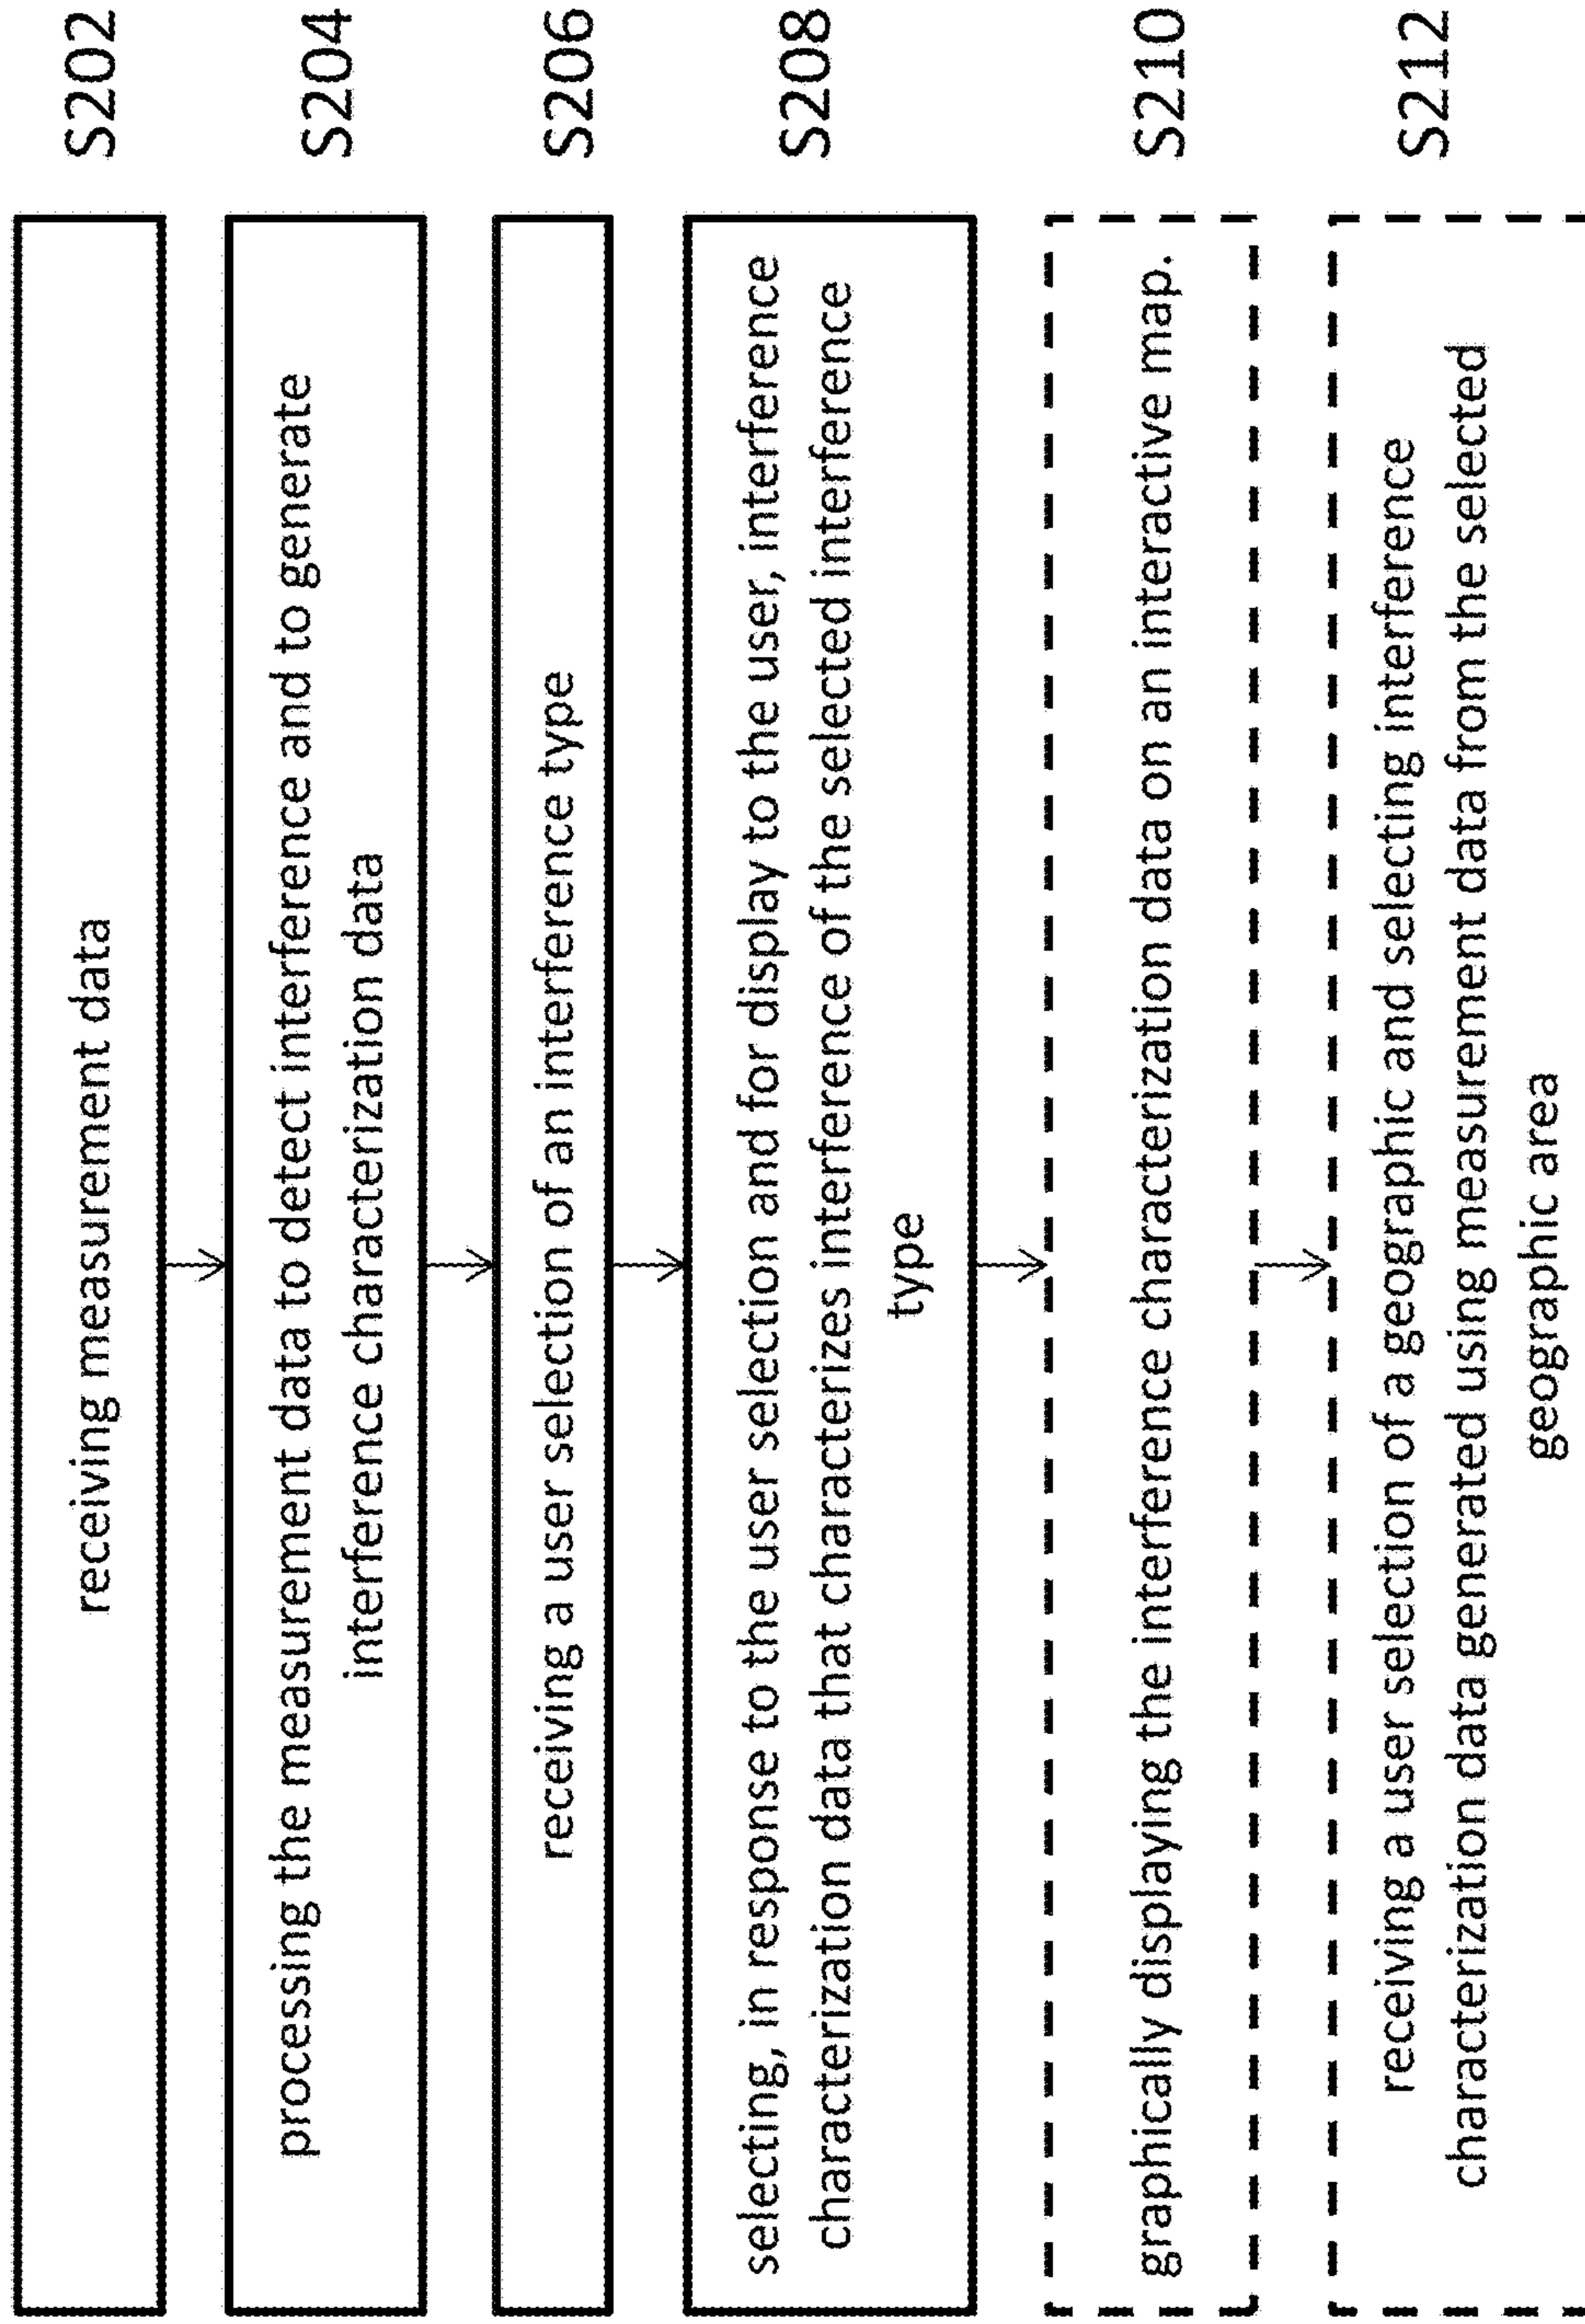 receiving measurement data
S202
processing the measurement data to detect interference and to generate
interference characterization data
S204
receiving a user selection of an interference type
S206
selecting, in response to the user selection and for display to the user, interference
characterization data that characterizes interference of the selected interference
type
S208
graphically displaying the interference characterization data on an interactive map.
S210
receiving a user selection of a geographic and selecting interference
characterization data generated using measurement data from the selected
geographic area
S212